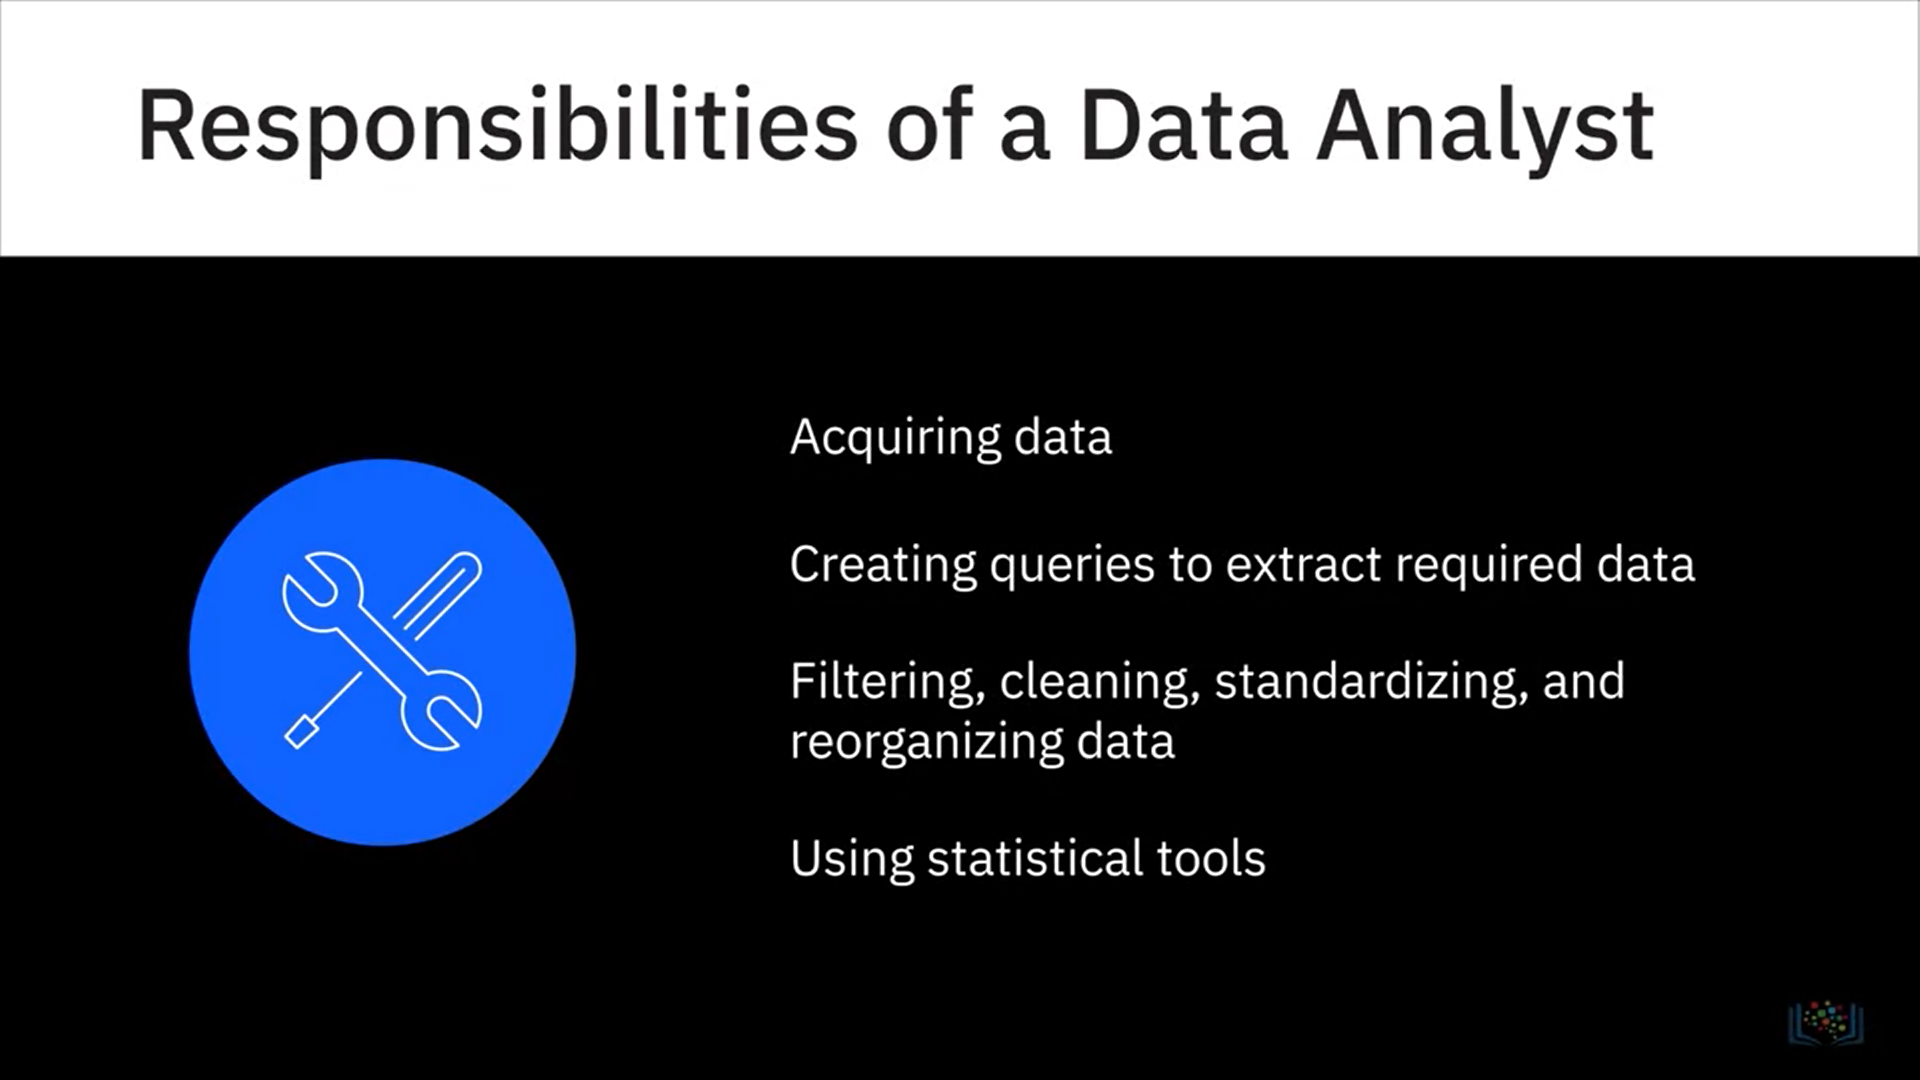 Responsibilities of a Data Analyst
Acquiring data
Creating queries to extract required data
Filtering, cleaning, standardizing, and
reorganizing data
Using statistical tools